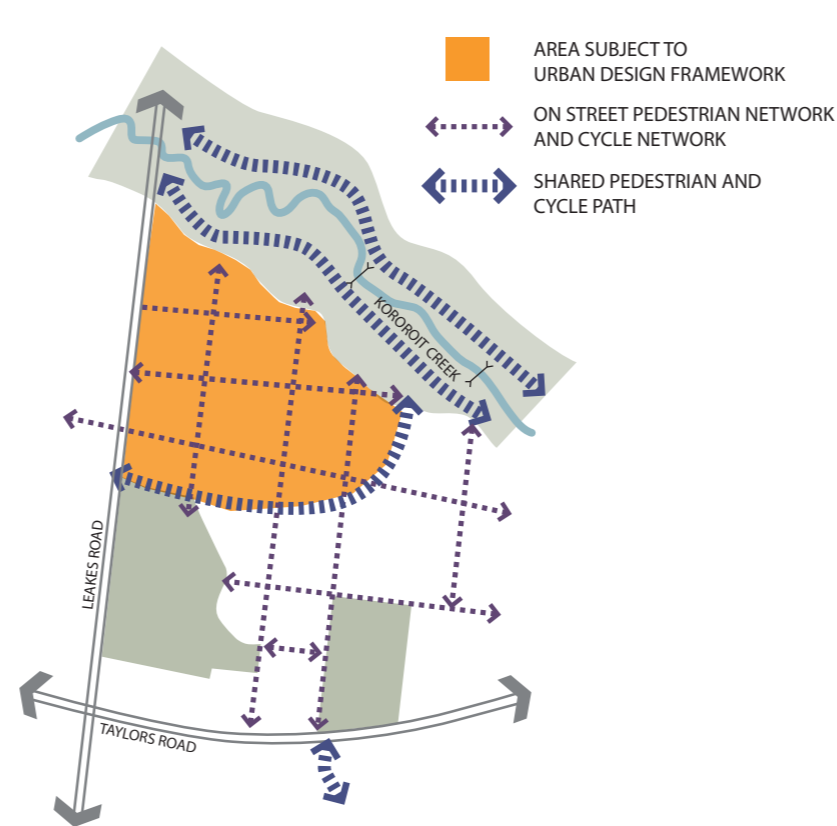 AREA SUBJECT TO
URBAN DESIGN FRAMEWORK
ON STREET PEDESTRIAN NETWORK
AND CYCLE NETWORK
SHARED PEDESTRIAN AND
CYCLE PATH
KOROROIT CREEK
LEAKES ROAD
TAYLORS ROAD